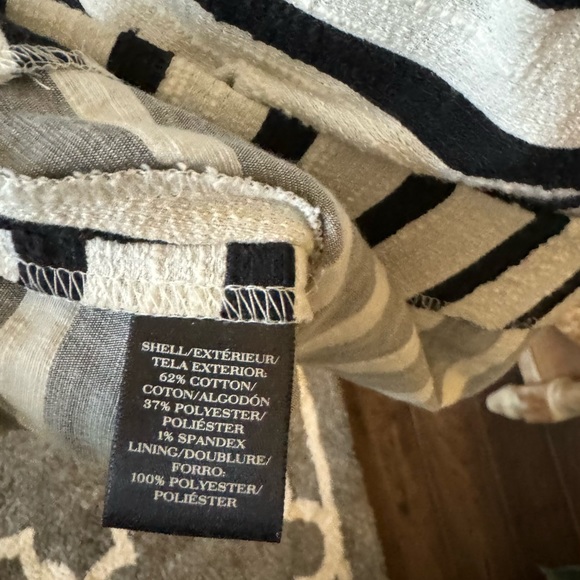 SHELL/EXTÉRIEUR/
TELA EXTERIOR:
62% COTTON/
COTON/ALGODÓN
37% POLYESTER/
POLIÉSTER
1% SPANDEX
LINING/DOUBLURE/
FORRO:
100% POLYESTER/
POLIÉSTER